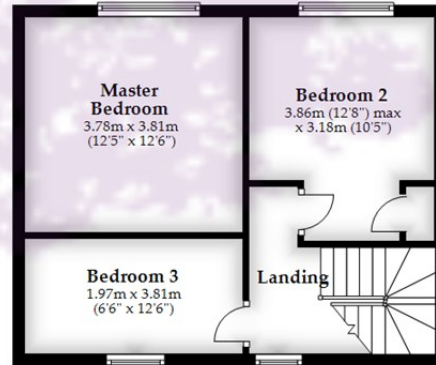 Master
Bedroom
3.78m x 3.81m
(12'5" x 12'6")
Bedroom 2
3.86m (12'8") max
x 3.18m (10'5")
Bedroom 3
1.97m x 3.81m
(6'6" x 12'6")
Landing